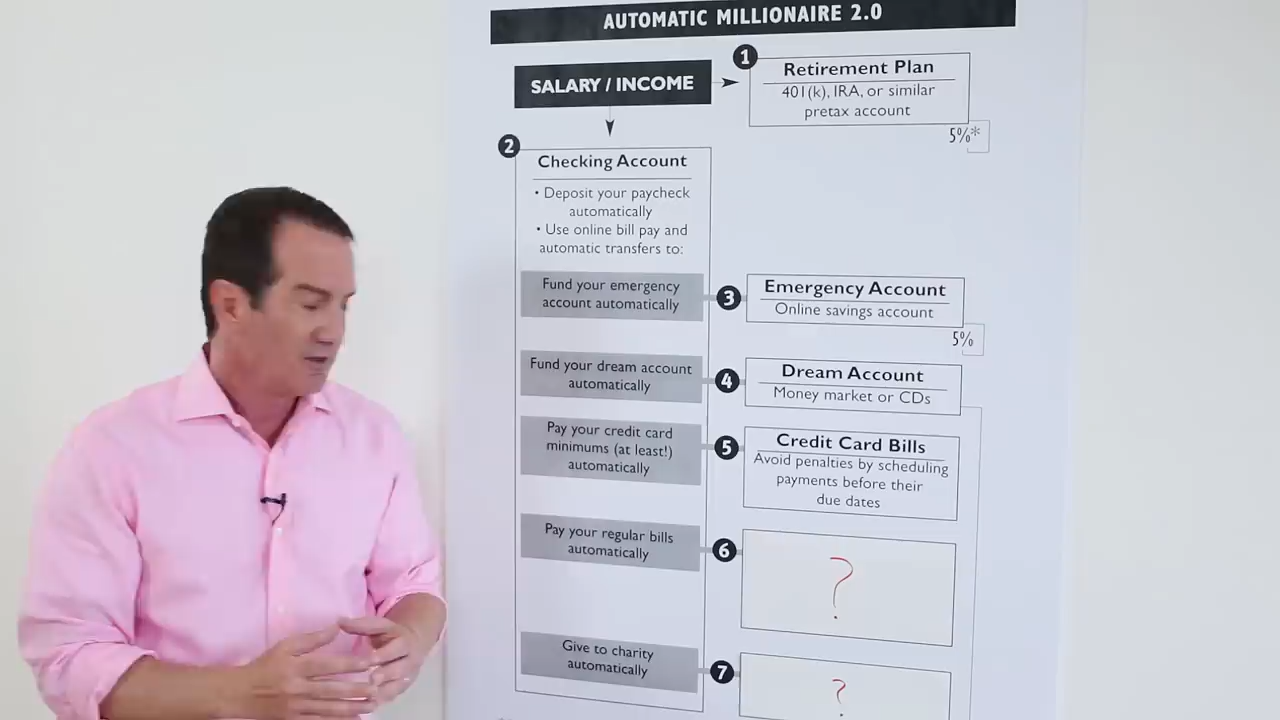 AUTOMATIC MILLIONAIRE 2.0
SALARY / INCOME
1
Retirement Plan
401(k), IRA, or similar
pretax account
5%*
2
Checking Account
• Deposit your paycheck
automatically
• Use online bill pay and
automatic transfers to:
Fund your emergency
account automatically
3
Emergency Account
Online savings account
5%
Fund your dream account
automatically
4
Dream Account
Money market or CDs
Pay your credit card
minimums (at least!)
automatically
5
Credit Card Bills
Avoid penalties by scheduling
payments before their
due dates
Pay your regular bills
automatically
6
?
Give to charity
automatically
7
?